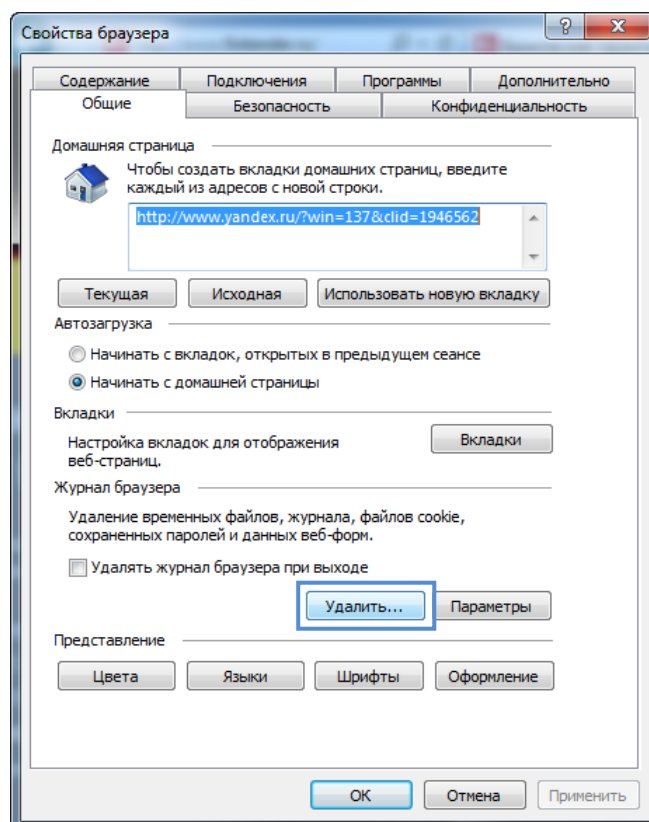 Свойства браузера
Содержание Подключения Программы Дополнительно
Общие Безопасность Конфиденциальность
Домашняя страница
Чтобы создать вкладки домашних страниц, введите
каждый из адресов с новой строки.
http://www.yandex.ru/?win=137&clid=1946562
Текущая Исходная Использовать новую вкладку
Автозагрузка
Начинать с вкладок, открытых в предыдущем сеансе
Начинать с домашней страницы
Вкладки
Настройка вкладок для отображения
веб-страниц.
Вкладки
Журнал браузера
Удаление временных файлов, журнала, файлов cookie,
сохраненных паролей и данных веб-форм.
Удалять журнал браузера при выходе
Удалить... Параметры
Представление
Цвета Языки Шрифты Оформление
ОК Отмена Применить